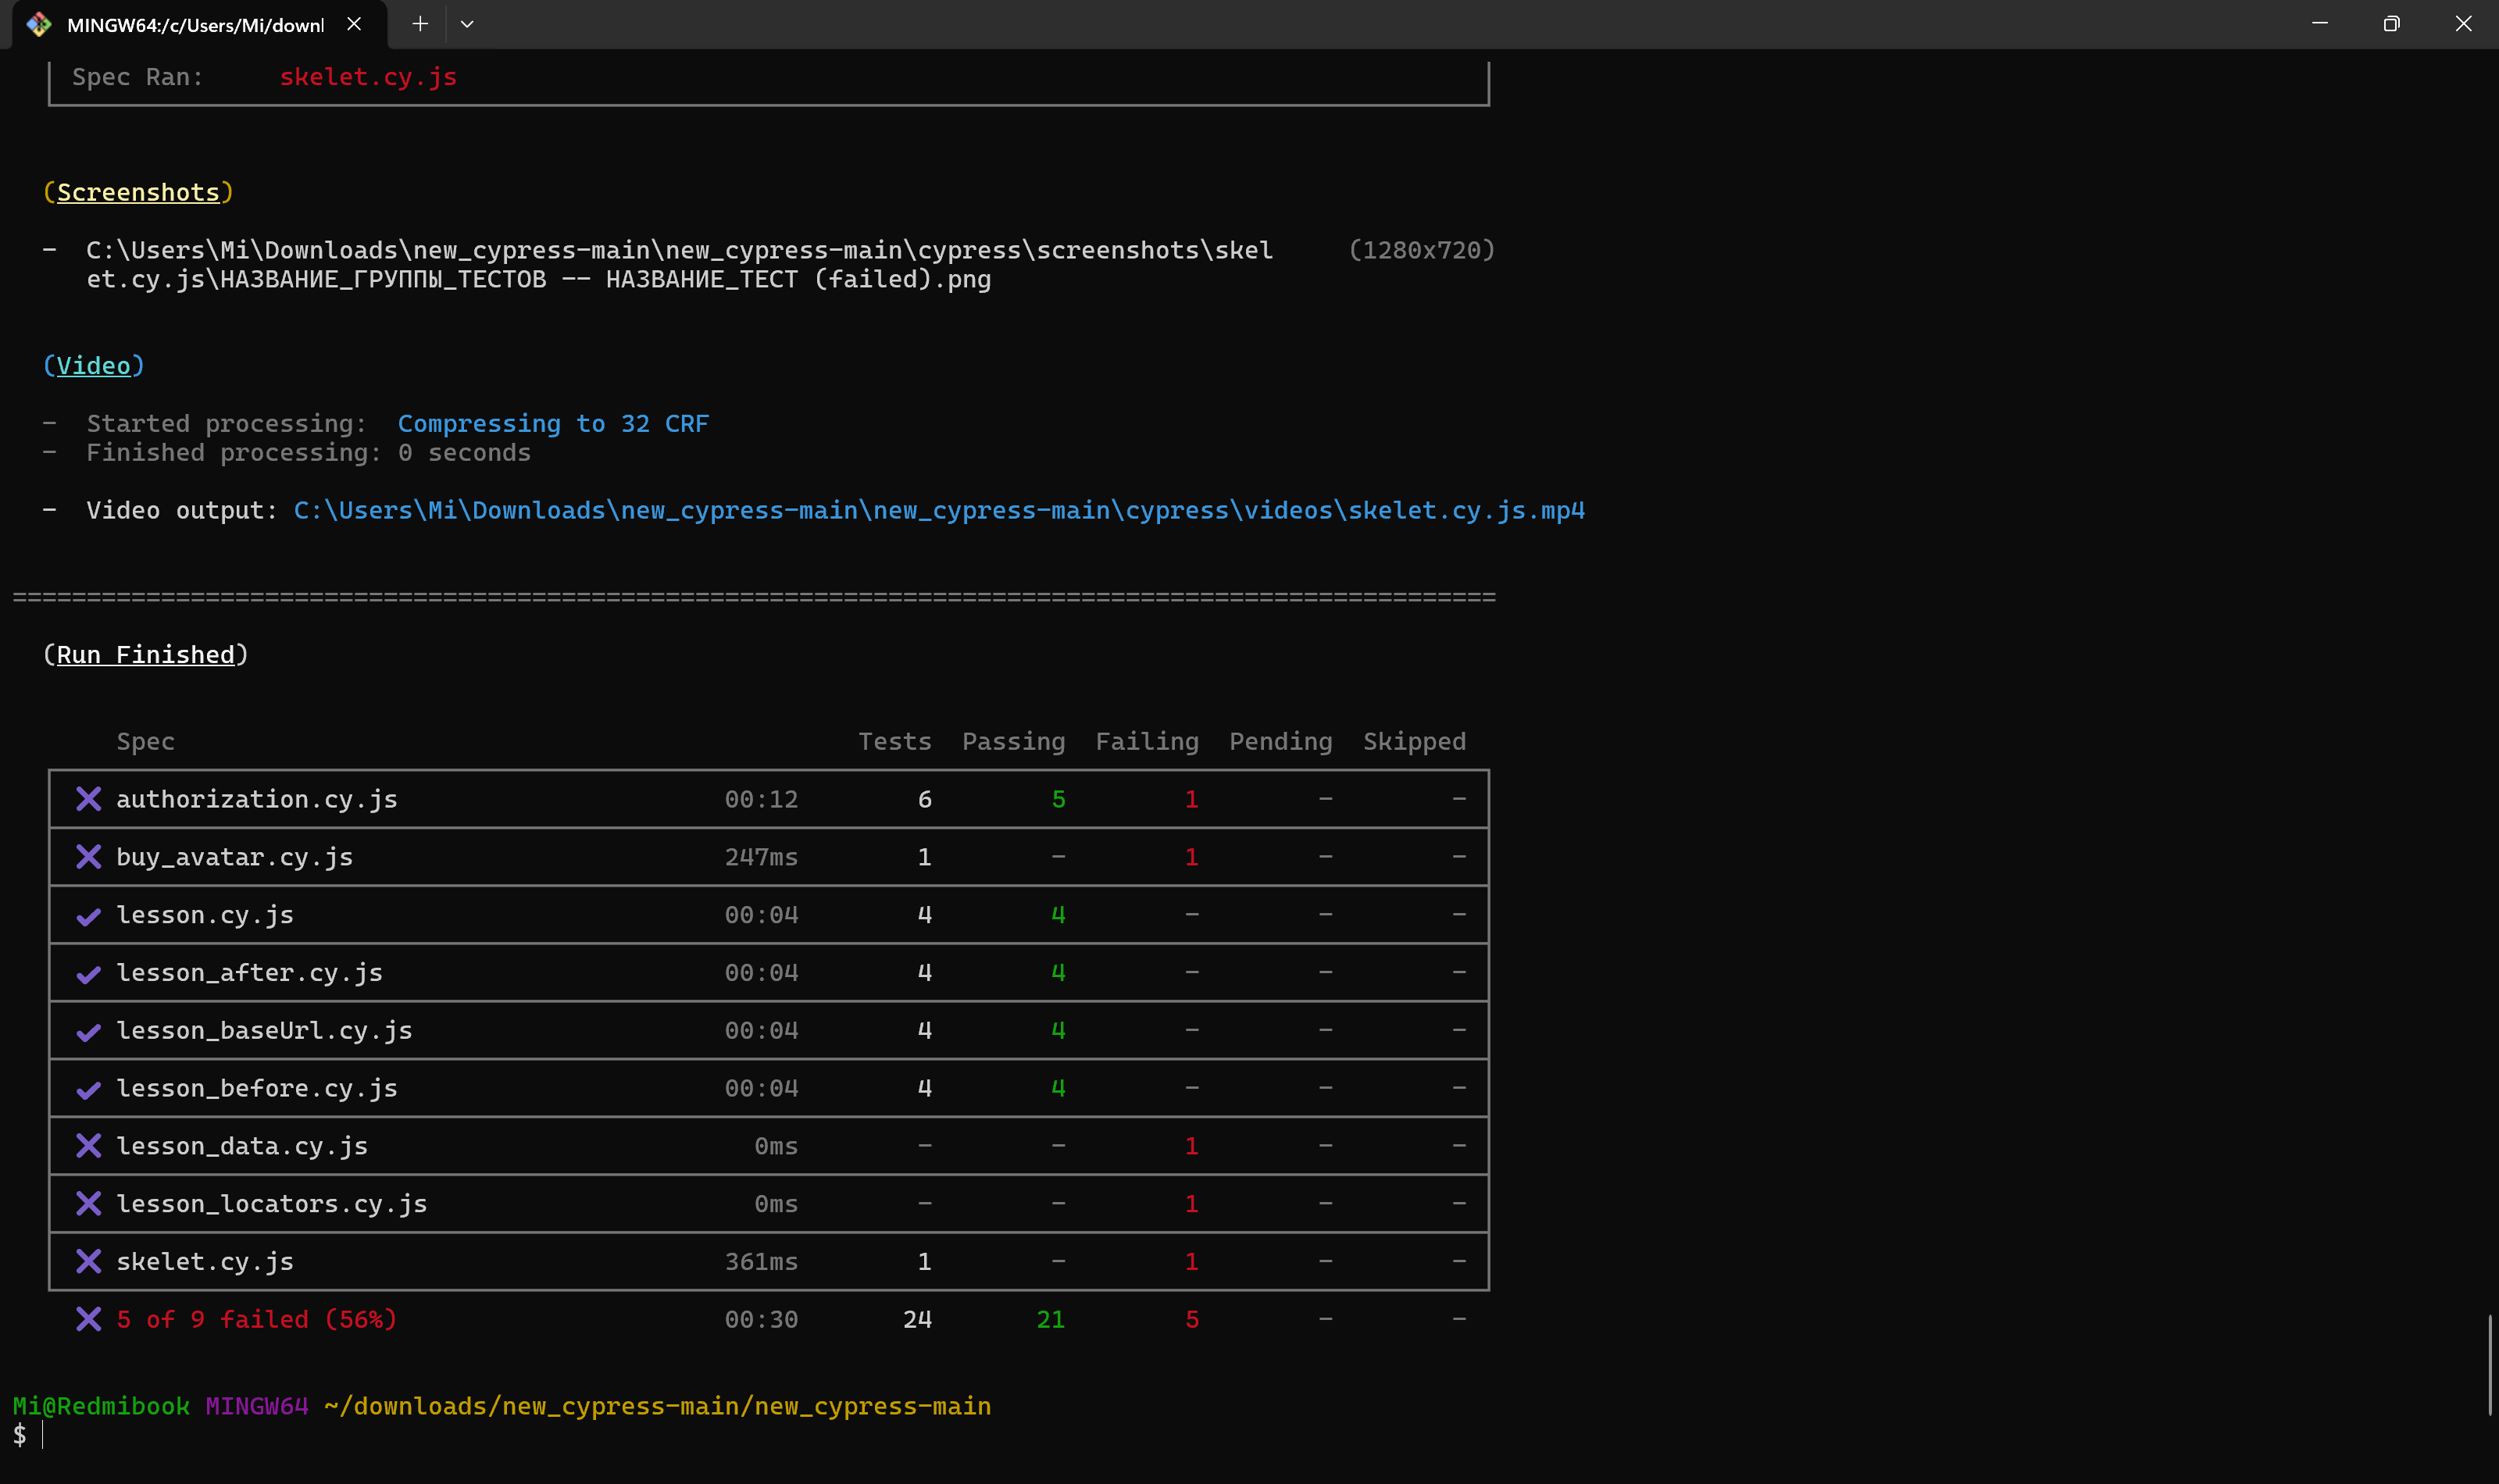 MINGW64:/c/Users/Mi/downl
Spec Ran: skelet.cy.js
(Screenshots)
- C:\Users\Mi\Downloads\new_cypress-main\new_cypress-main\cypress\screenshots\skel (1280x720)
et.cy.js\НАЗВАНИЕ_ГРУППЫ_ТЕСТОВ -- НАЗВАНИЕ_ТЕСТ (failed).png
(Video)
- Started processing: Compressing to 32 CRF
- Finished processing: 0 seconds
- Video output: C:\Users\Mi\Downloads\new_cypress-main\new_cypress-main\cypress\videos\skelet.cy.js.mp4
====================================================================================================
(Run Finished)
Spec Tests Passing Failing Pending Skipped
✖ authorization.cy.js 00:12 6 5 1 - -
✖ buy_avatar.cy.js 247ms 1 - 1 - -
✔ lesson.cy.js 00:04 4 4 - - -
✔ lesson_after.cy.js 00:04 4 4 - - -
✔ lesson_baseUrl.cy.js 00:04 4 4 - - -
✔ lesson_before.cy.js 00:04 4 4 - - -
✖ lesson_data.cy.js 0ms - - 1 - -
✖ lesson_locators.cy.js 0ms - - 1 - -
✖ skelet.cy.js 361ms 1 - 1 - -
✖ 5 of 9 failed (56%) 00:30 24 21 5 - -
Mi@Redmibook MINGW64 ~/downloads/new_cypress-main/new_cypress-main
$